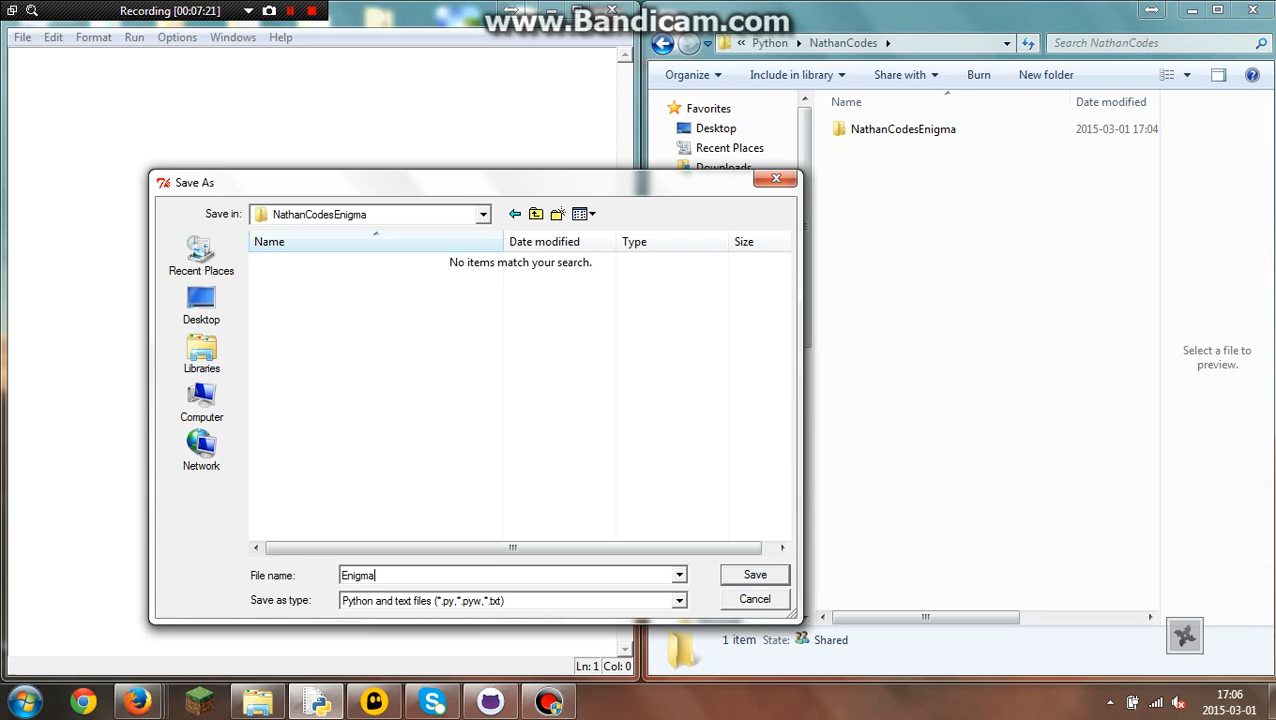 Recording [00:07:21]
www.Bandicam.com
File Edit Format Run Options Windows Help
« Python NathanCodes
Search NathanCodes
Organize Include in library Share with Burn New folder
Favorites
Desktop
Recent Places
Downloads
Name Date modified
NathanCodesEnigma 2015-03-01 17:04
Select a file to
preview.
Save As
Save in: NathanCodesEnigma
Name Date modified Type Size
No items match your search.
Recent Places
Desktop
Libraries
Computer
Network
File name: Enigma
Save as type: Python and text files (*.py,*.pyw,*.txt)
Save
Cancel
1 item State: Shared
Ln: 1 Col: 0
17:06
2015-03-01